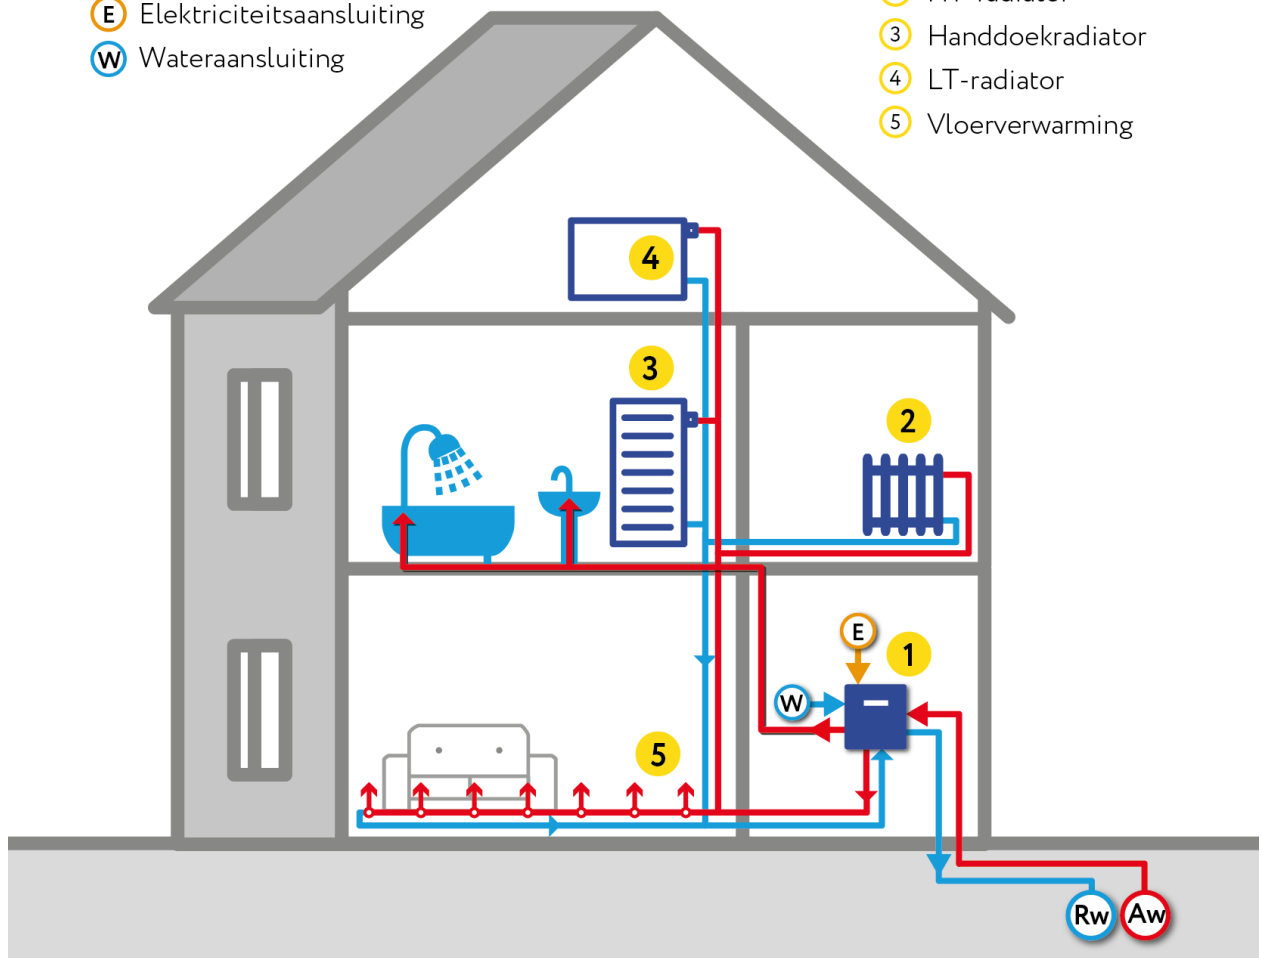 E Elektriciteitsaansluiting
W Wateraansluiting
3 Handdoekradiator
4 LT-radiator
5 Vloerverwarming
4
3
2
E
1
W
5
Rw Aw